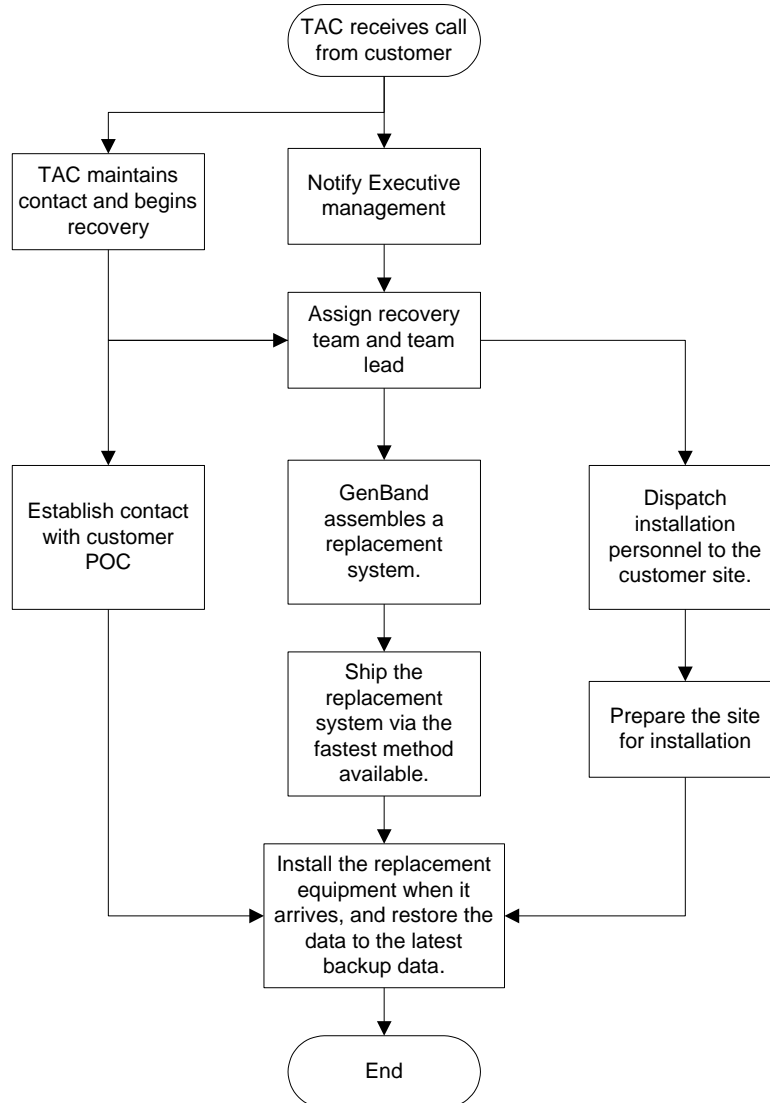 TAC receives call
from customer
TAC maintains
contact and begins
recovery
Notify Executive
management
Assign recovery
team and team
lead
Establish contact
with customer
POC
GenBand
assembles a
replacement
system.
Dispatch
installation
personnel to the
customer site.
Ship the
replacement
system via the
fastest method
available.
Prepare the site
for installation
Install the replacement
equipment when it
arrives, and restore the
data to the latest
backup data.
End